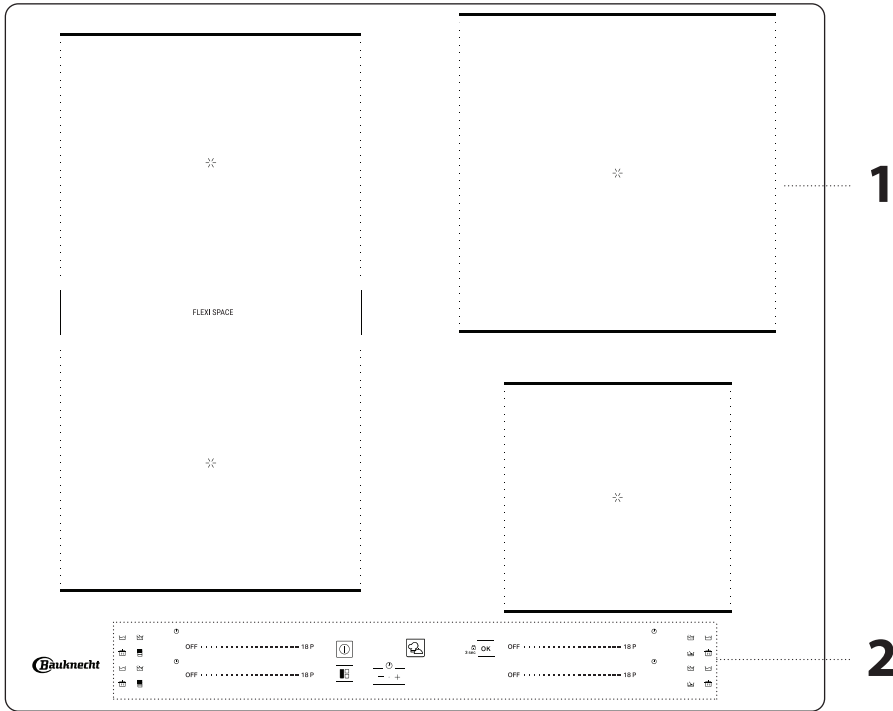 1
FLEXI SPACE
OFF 18 P
OFF 18 P
3 sec
OK
OFF 18 P
OFF 18 P
Bauknecht
2